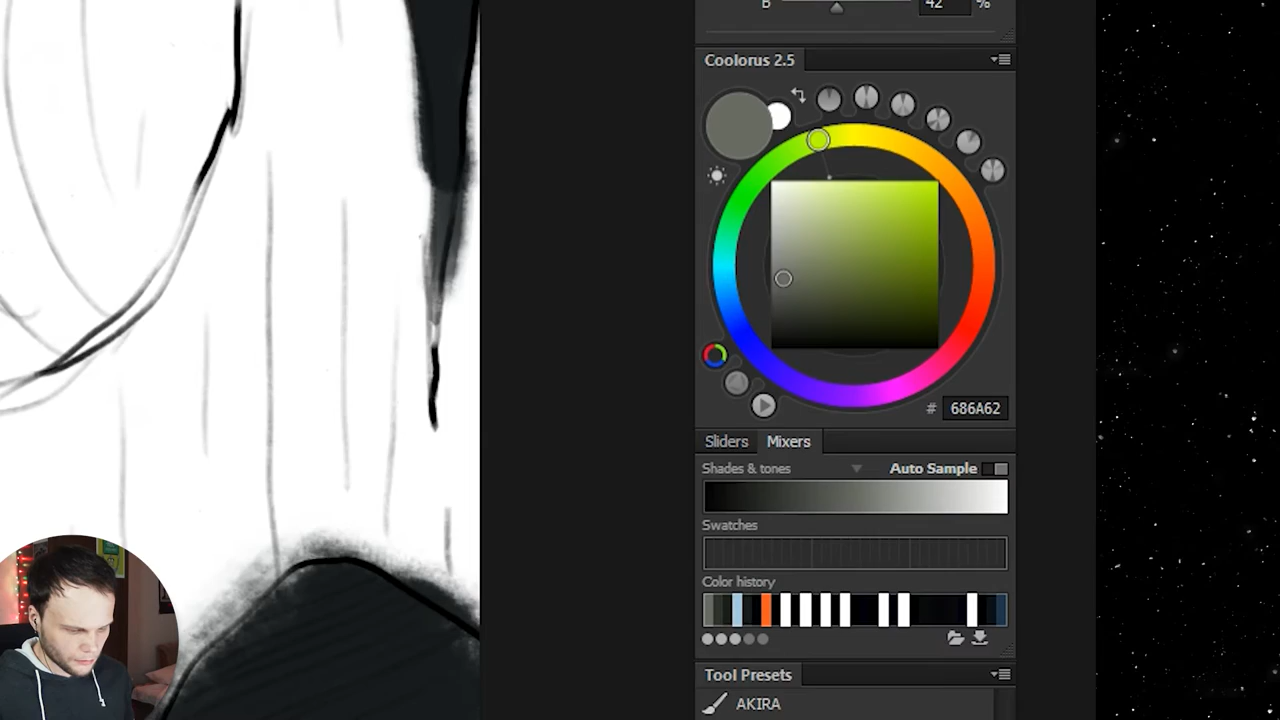 B 42 %
Coolorus 2.5
# 686A62
Sliders Mixers
Shades & tones Auto Sample
Swatches
Color history
Tool Presets
AKIRA